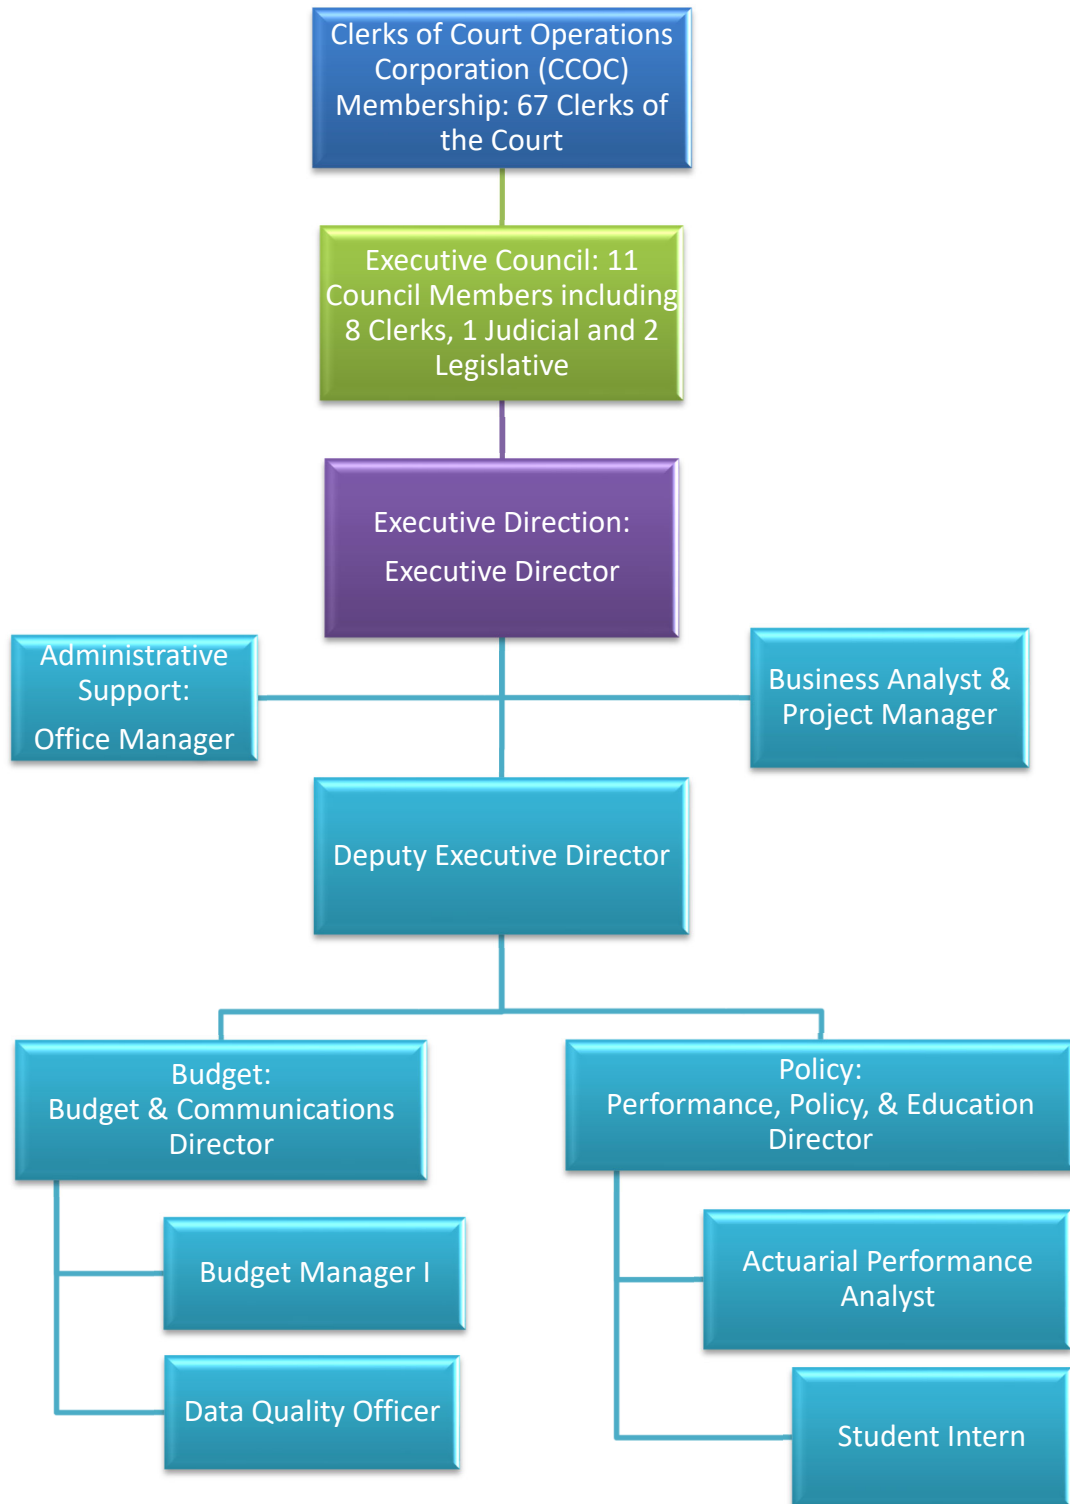 Clerks of Court Operations
Corporation (CCOC)
Membership: 67 Clerks of
the Court
Executive Council: 11
Council Members including
8 Clerks, 1 Judicial and 2
Legislative
Executive Direction:
Executive Director
Administrative
Support:
Office Manager
Business Analyst &
Project Manager
Deputy Executive Director
Budget:
Budget & Communications
Director
Policy:
Performance, Policy, & Education
Director
Budget Manager I
Actuarial Performance
Analyst
Data Quality Officer
Student Intern